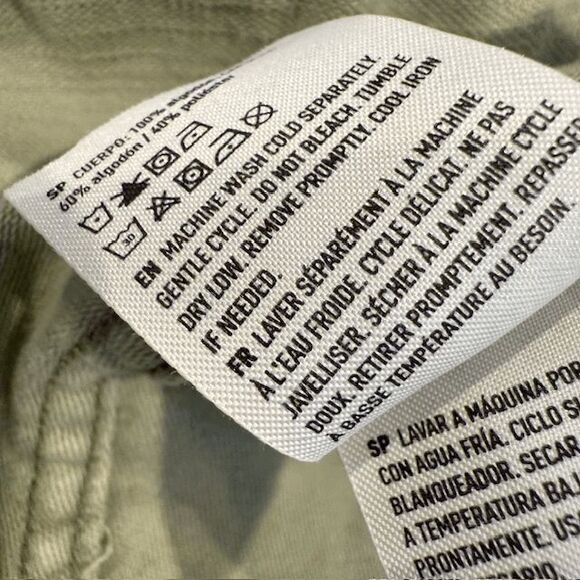 SP CUERPO: 100% algodón
60% algodón / 40% poliéster
30
EN MACHINE WASH COLD SEPARATELY.
GENTLE CYCLE. DO NOT BLEACH. TUMBLE
DRY LOW. REMOVE PROMPTLY. COOL IRON
IF NEEDED.
FR LAVER SÉPARÉMENT À LA MACHINE
À L'EAU FROIDE. CYCLE DÉLICAT. NE PAS
JAVELLISER. SÉCHER À LA MACHINE CYCLE
DOUX. RETIRER PROMPTEMENT. REPASSER
À BASSE TEMPÉRATURE AU BESOIN.
SP LAVAR A MÁQUINA POR
CON AGUA FRÍA. CICLO S
BLANQUEADOR. SECAR
A TEMPERATURA BAJ
PRONTAMENTE. US